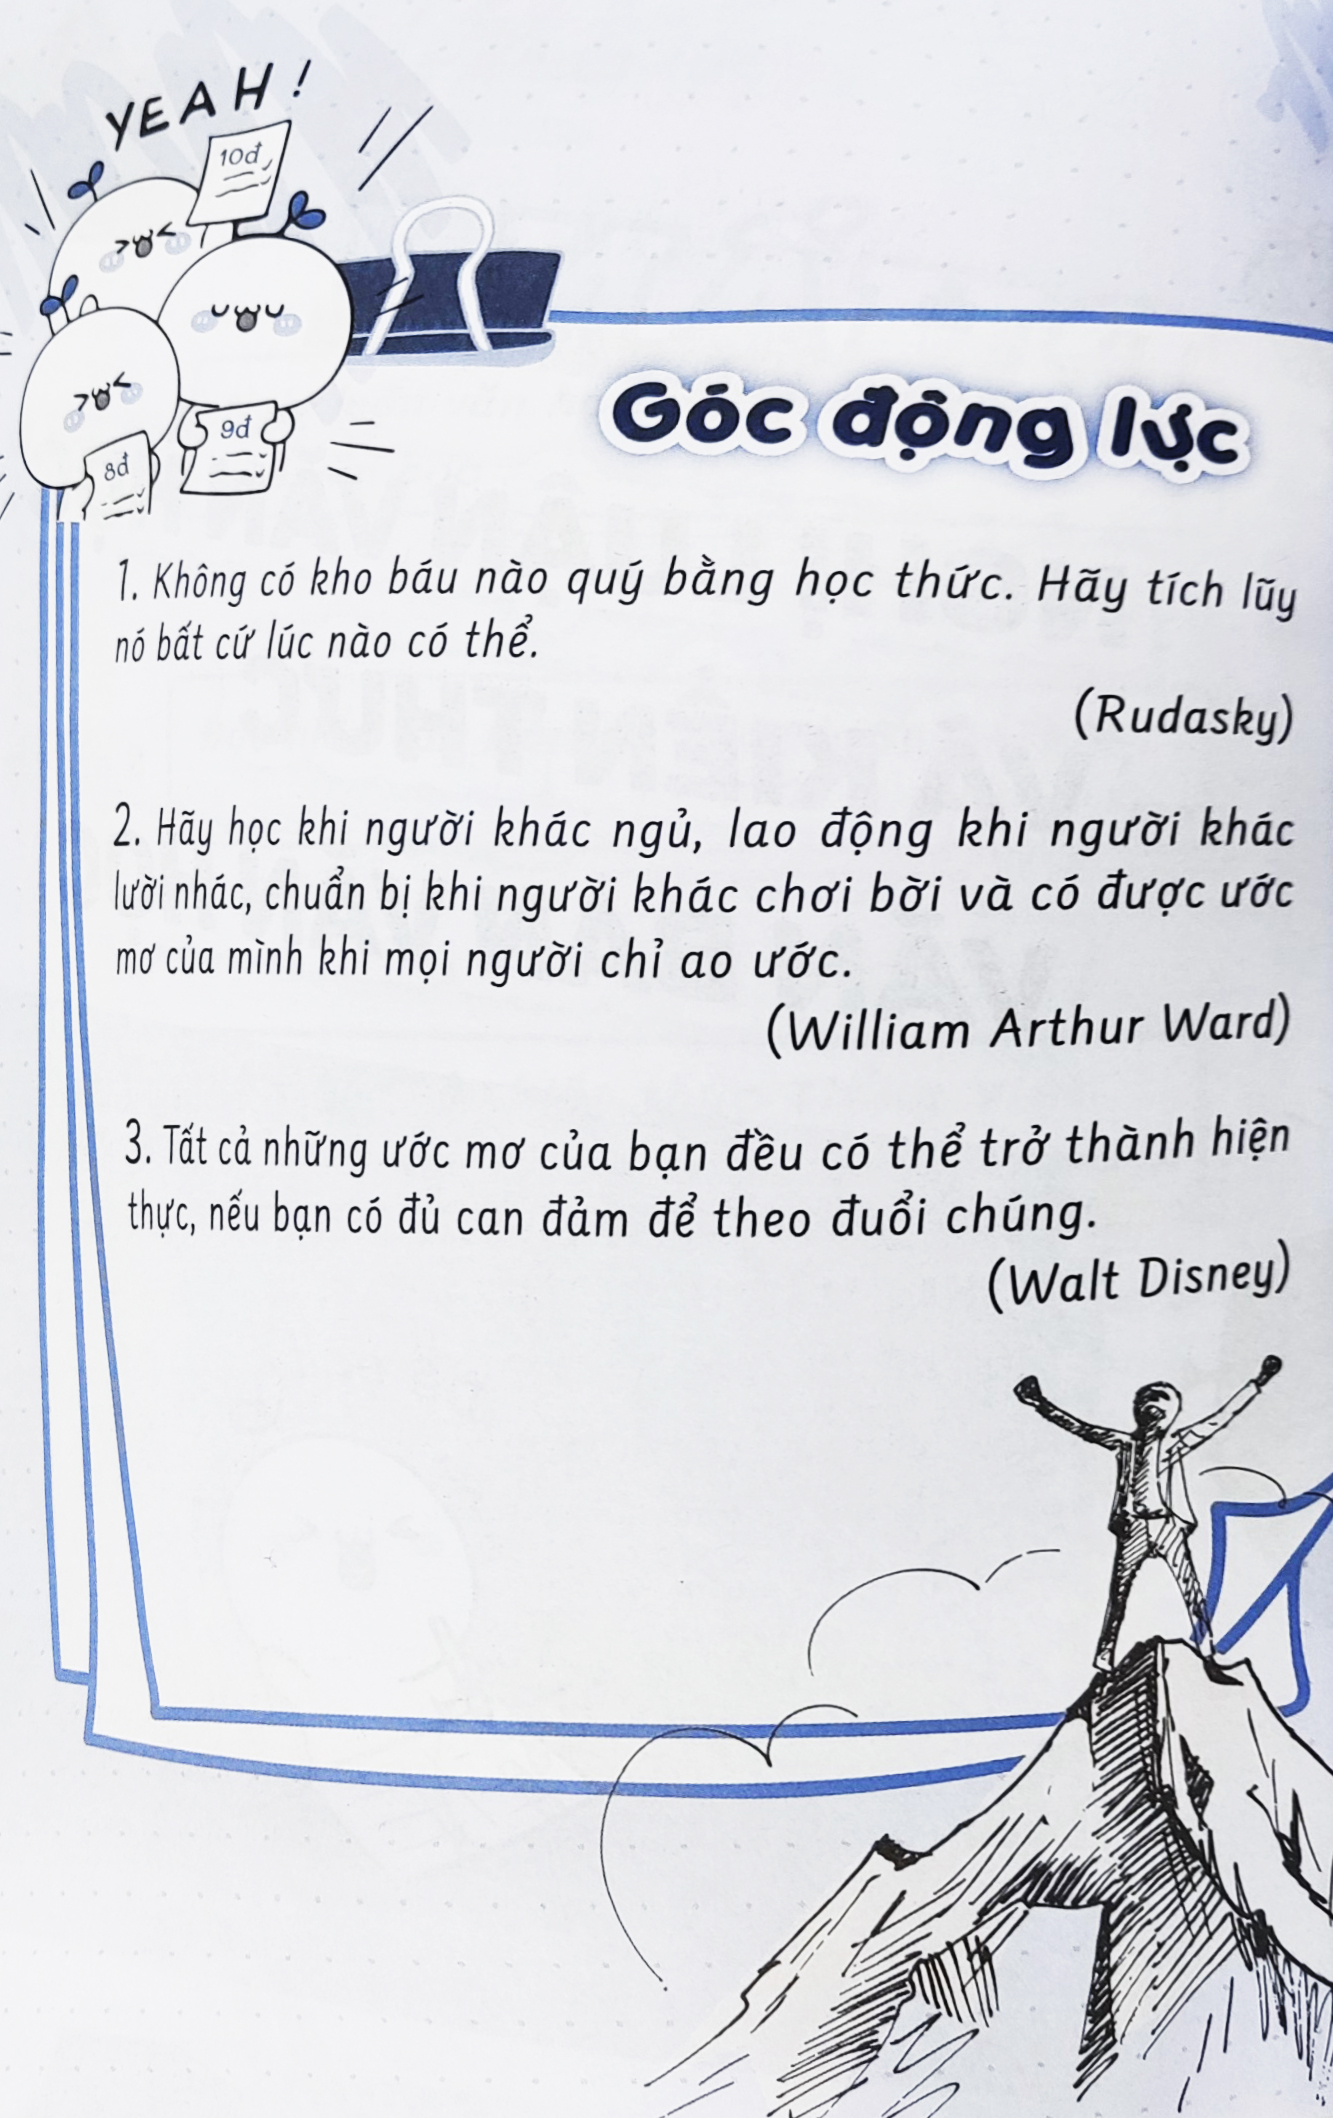 YEAH!
10đ
9đ
8đ
Góc động lực
1. Không có kho báu nào quý bằng học thức. Hãy tích lũy
nó bất cứ lúc nào có thể.
(Rudasky)
2. Hãy học khi người khác ngủ, lao động khi người khác
lười nhác, chuẩn bị khi người khác chơi bời và có được ước
mơ của mình khi mọi người chỉ ao ước.
(William Arthur Ward)
3. Tất cả những ước mơ của bạn đều có thể trở thành hiện
thực, nếu bạn có đủ can đảm để theo đuổi chúng.
(Walt Disney)